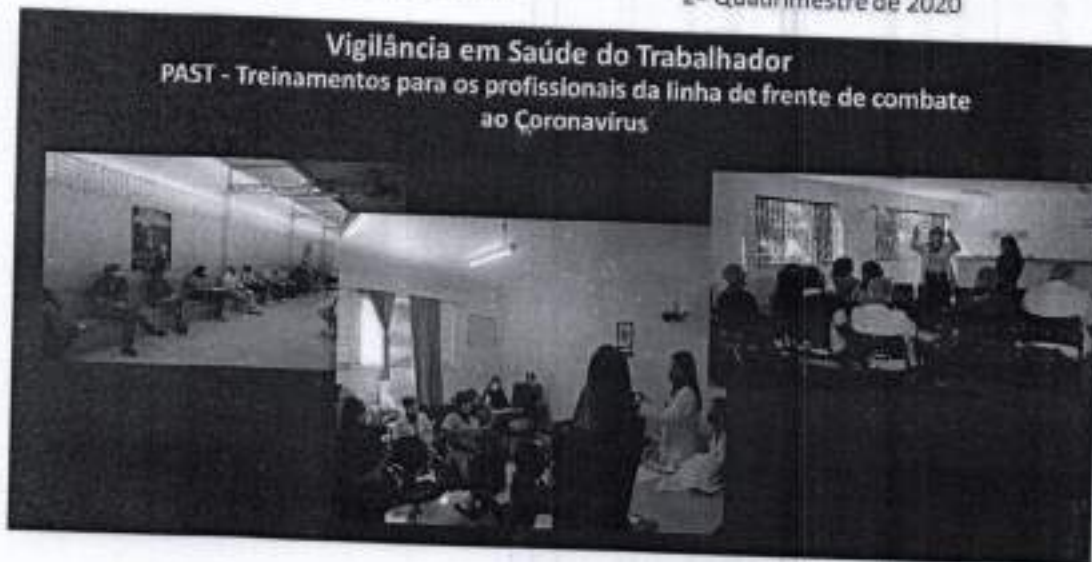 2º Quadrimestre de 2020
Vigilância em Saúde do Trabalhador
PAST - Treinamentos para os profissionais da linha de frente de combate
ao Coronavírus